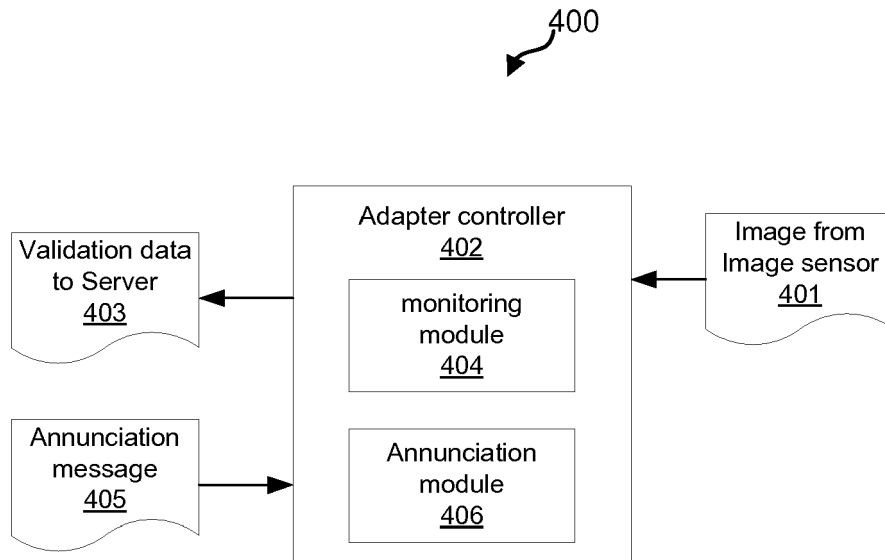 400
Adapter controller
402
Validation data
to Server
403
Image from
Image sensor
401
monitoring
module
404
Annunciation
message
405
Annunciation
module
406